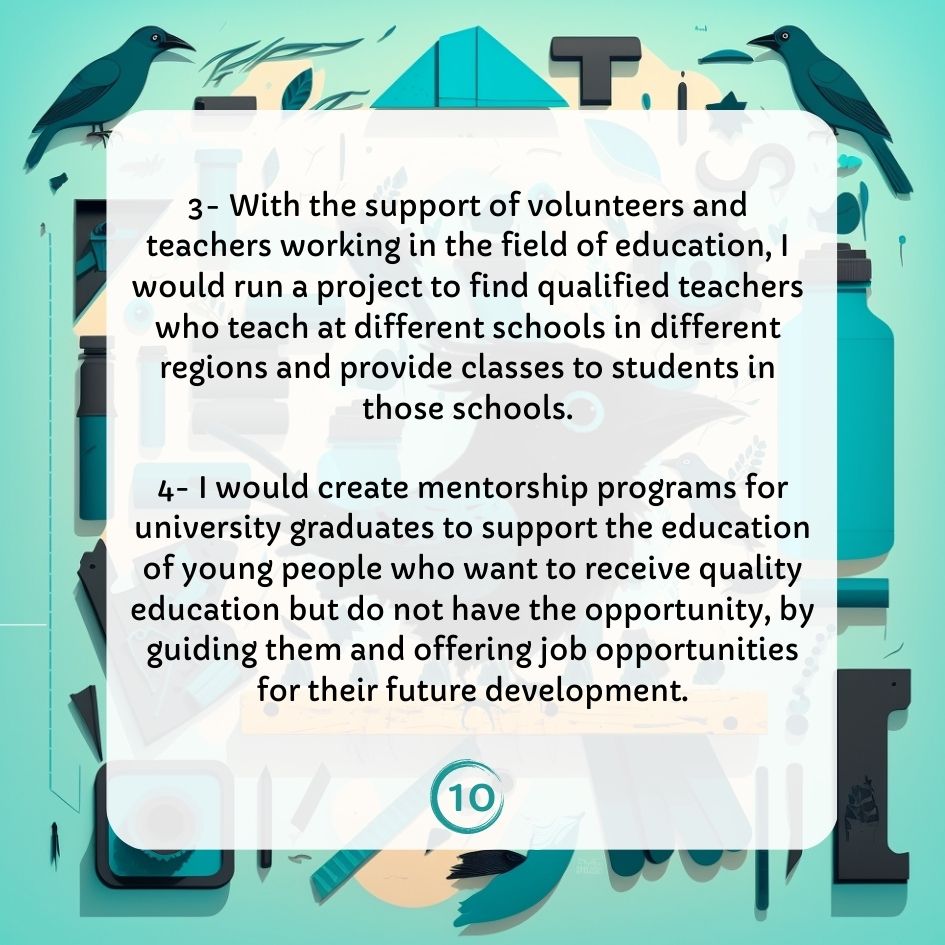 3- With the support of volunteers and
teachers working in the field of education, I
would run a project to find qualified teachers
who teach at different schools in different
regions and provide classes to students in
those schools.
4- I would create mentorship programs for
university graduates to support the education
of young people who want to receive quality
education but do not have the opportunity, by
guiding them and offering job opportunities
for their future development.
10